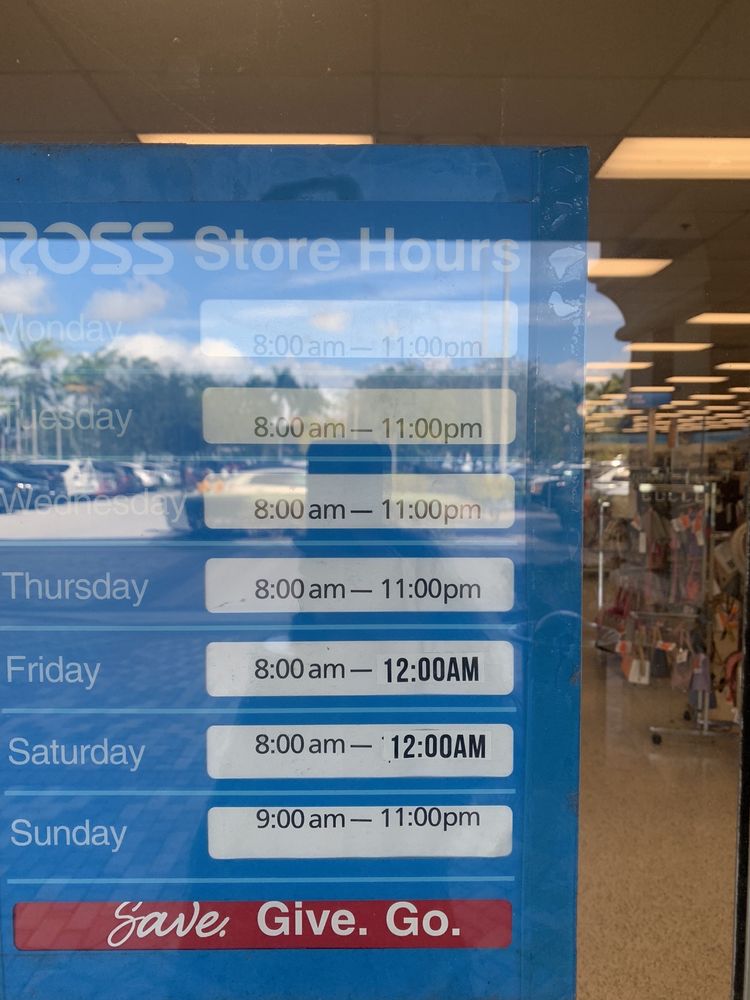 ROSS Store Hours
Monday 8:00 am — 11:00pm
Tuesday 8:00 am — 11:00pm
Wednesday 8:00 am — 11:00pm
Thursday 8:00 am — 11:00pm
Friday 8:00 am — 12:00AM
Saturday 8:00 am — 12:00AM
Sunday 9:00 am — 11:00pm
Save. Give. Go.